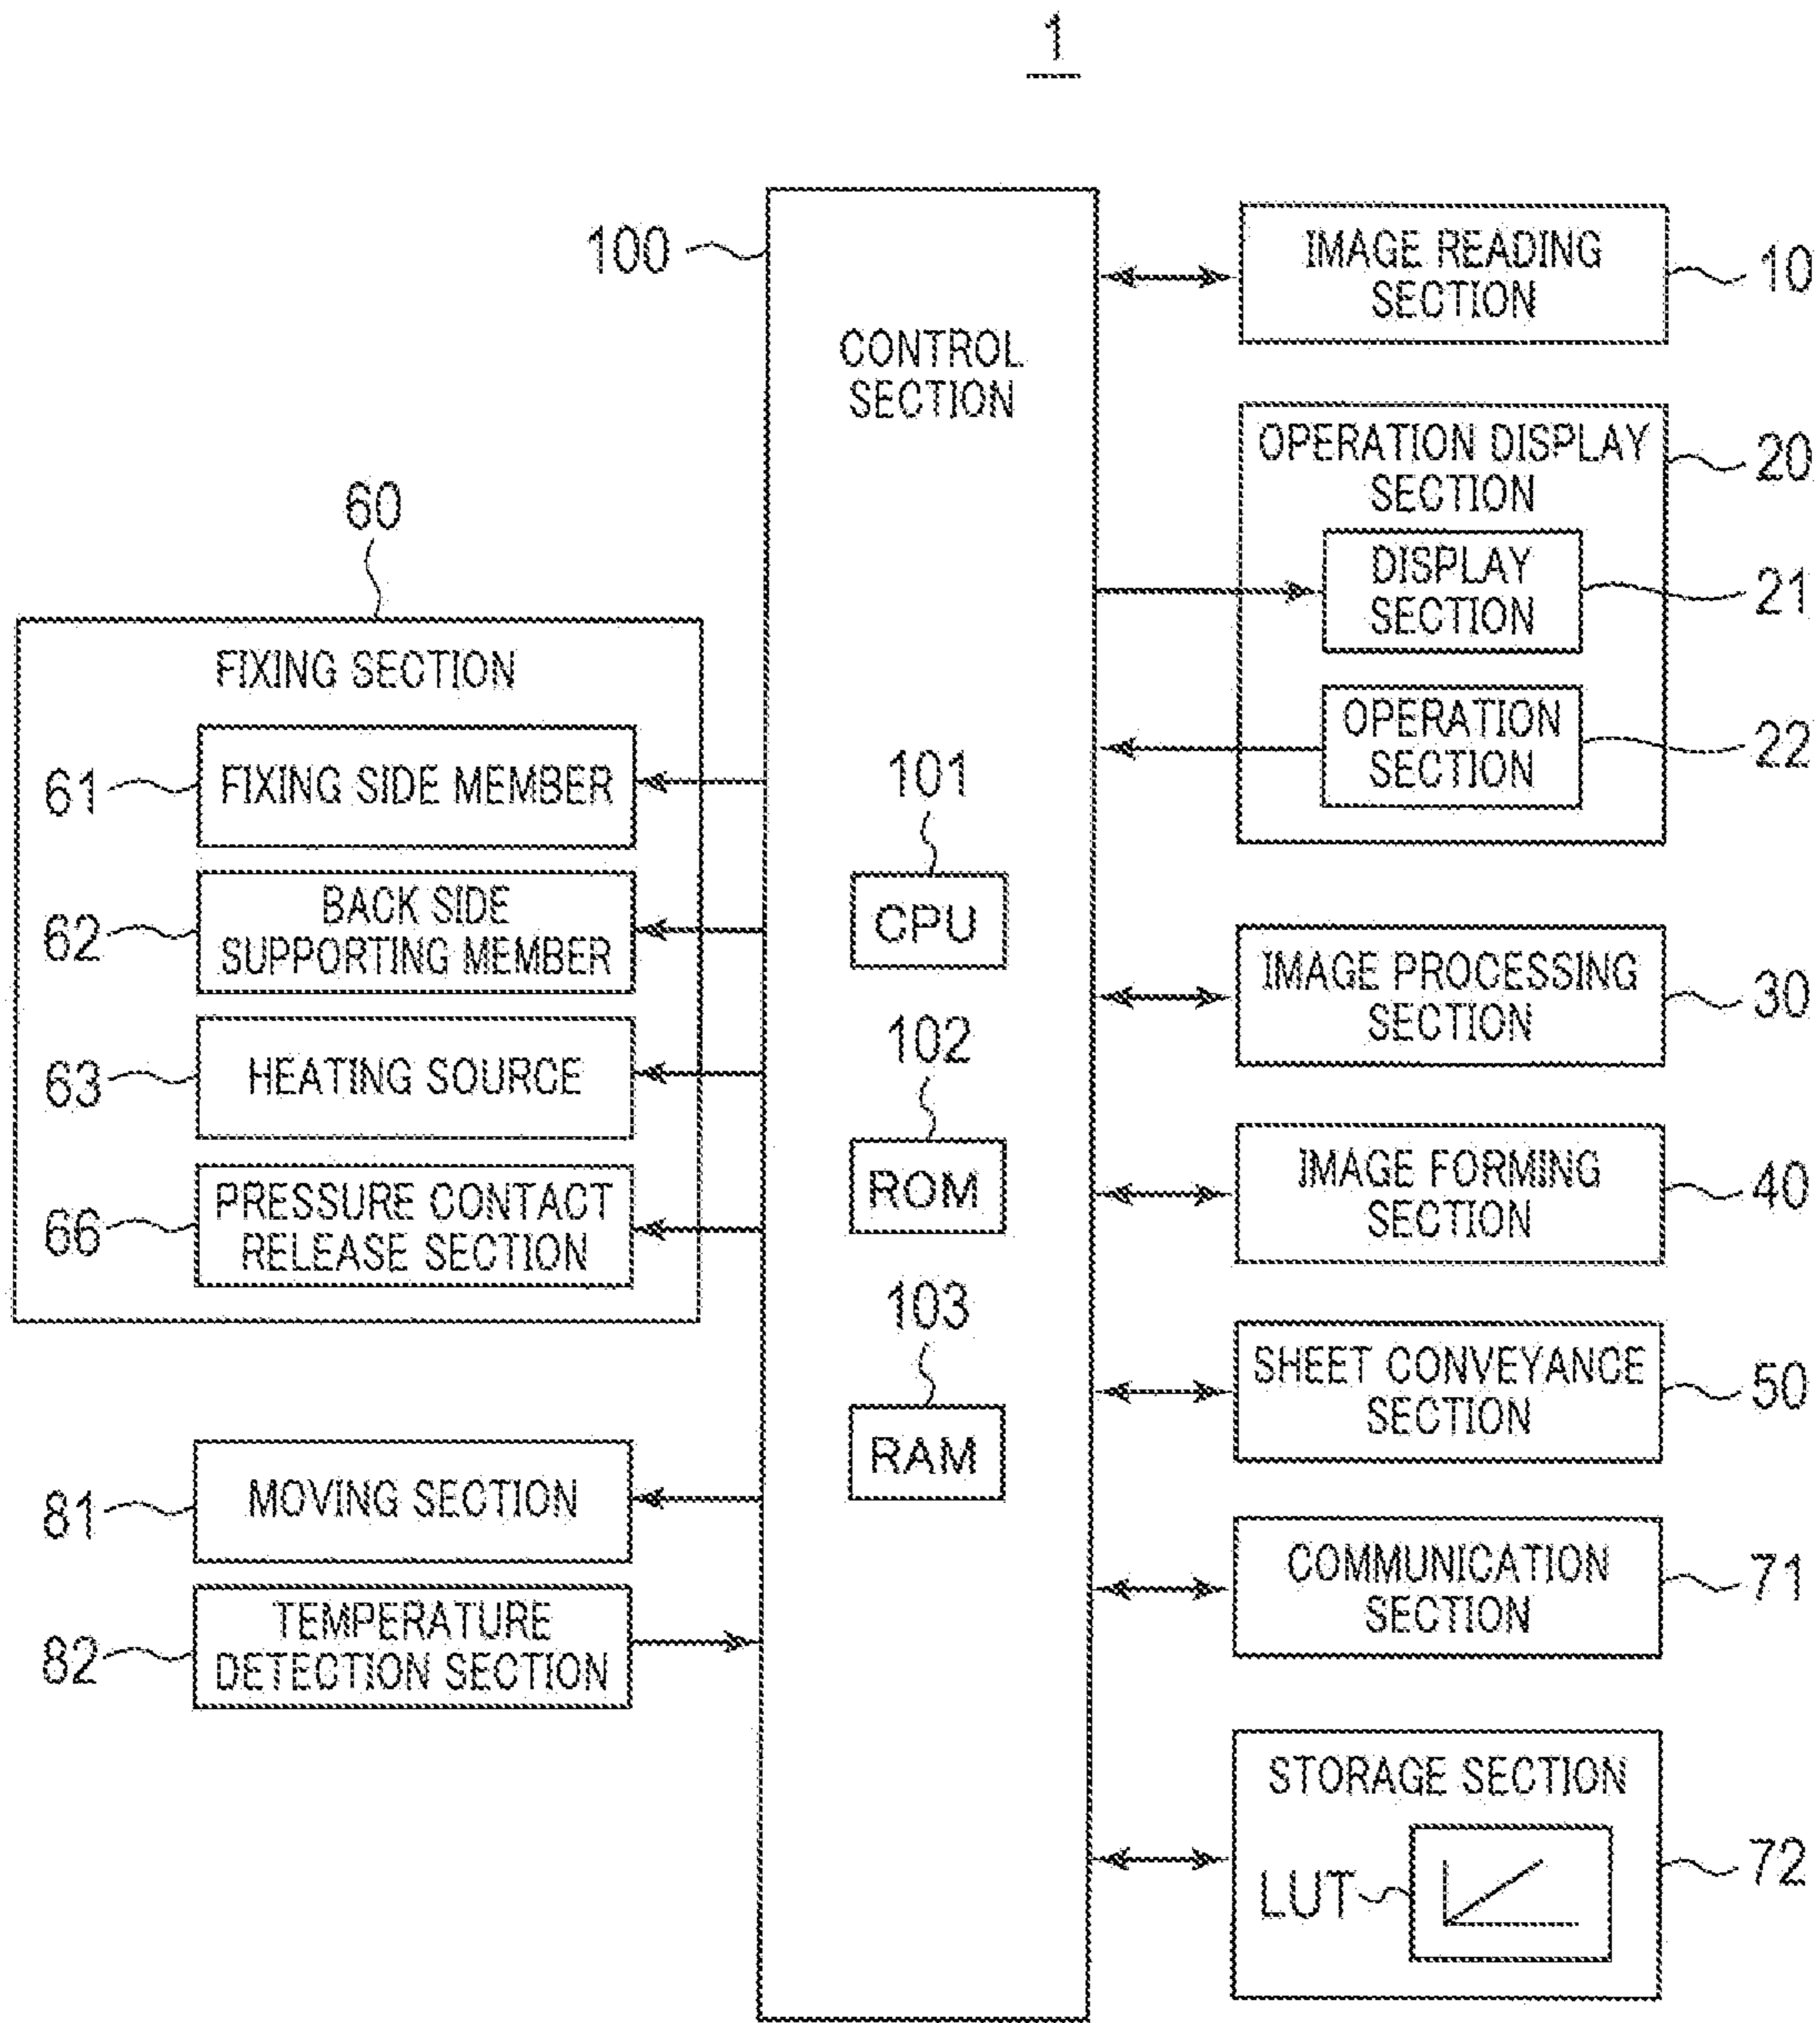 1
100
CONTROL
SECTION
101
CPU
102
ROM
103
RAM
60
FIXING SECTION
61
FIXING SIDE MEMBER
62
BACK SIDE
SUPPORTING MEMBER
63
HEATING SOURCE
66
PRESSURE CONTACT
RELEASE SECTION
81
MOVING SECTION
82
TEMPERATURE
DETECTION SECTION
IMAGE READING
SECTION
10
OPERATION DISPLAY
SECTION
20
DISPLAY
SECTION
21
OPERATION
SECTION
22
IMAGE PROCESSING
SECTION
30
IMAGE FORMING
SECTION
40
SHEET CONVEYANCE
SECTION
50
COMMUNICATION
SECTION
71
STORAGE SECTION
LUT
72